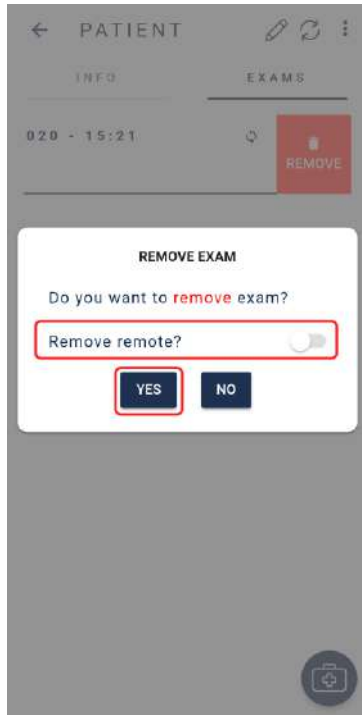 PATIENT
INFO
EXAMS
020 - 15:21
REMOVE
REMOVE EXAM
Do you want to remove exam?
Remove remote?
YES
NO